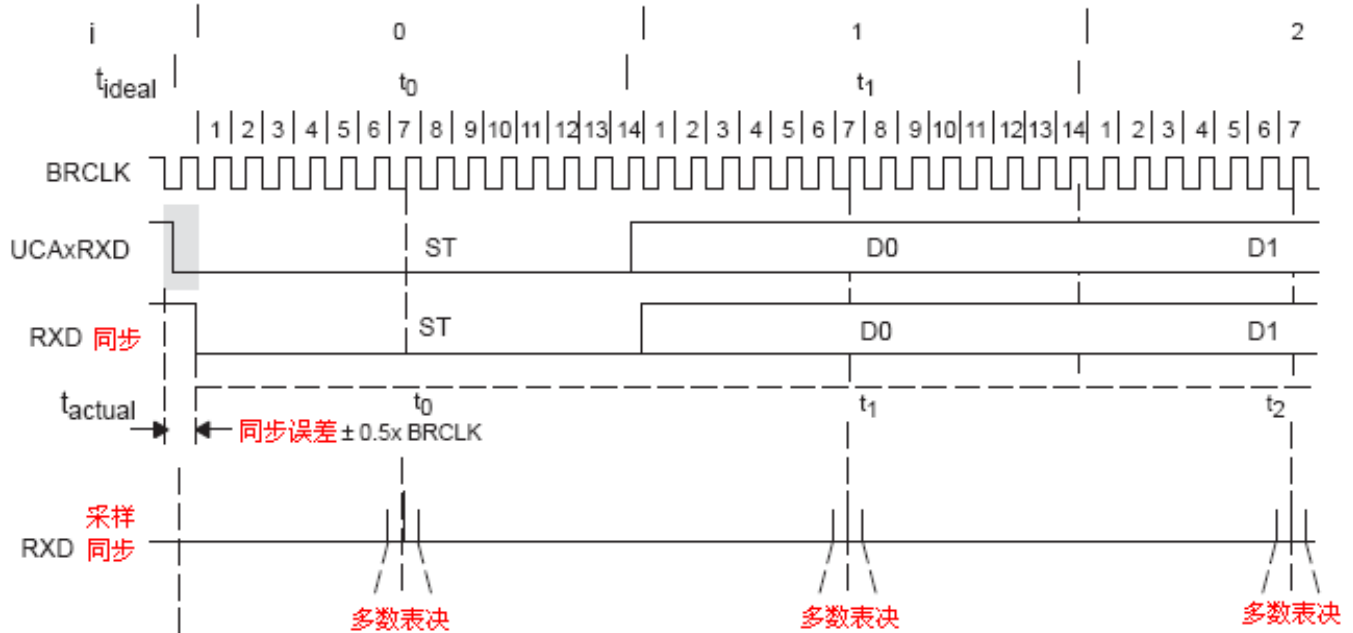 i 0 1 2
tideal t0 t1
1 2 3 4 5 6 7 8 9 10 11 12 13 14 1 2 3 4 5 6 7 8 9 10 11 12 13 14 1 2 3 4 5 6 7
BRCLK
UCAxRXD ST D0 D1
RXD 同步 ST D0 D1
tactual t0 t1 t2
同步误差 ± 0.5x BRCLK
采样
RXD 同步
多数表决 多数表决 多数表决